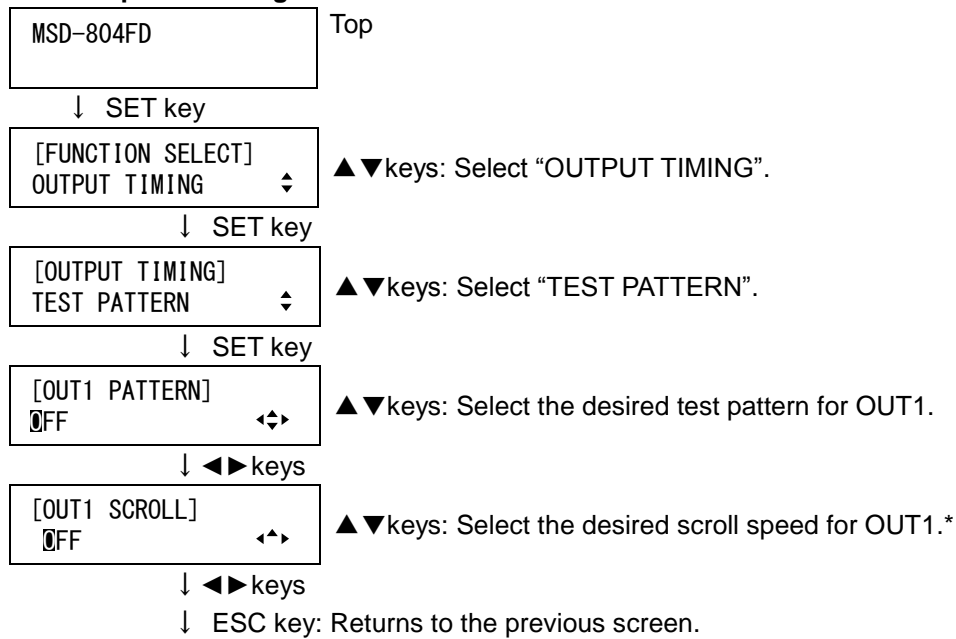 MSD-804FD
Top
↓ SET key
[FUNCTION SELECT]
OUTPUT TIMING
▲▼keys: Select “OUTPUT TIMING”.
↓ SET key
[OUTPUT TIMING]
TEST PATTERN
▲▼keys: Select “TEST PATTERN”.
↓ SET key
[OUT1 PATTERN]
OFF
▲▼keys: Select the desired test pattern for OUT1.
↓ ◄►keys
[OUT1 SCROLL]
OFF
▲▼keys: Select the desired scroll speed for OUT1.*
↓ ◄►keys
↓ ESC key: Returns to the previous screen.